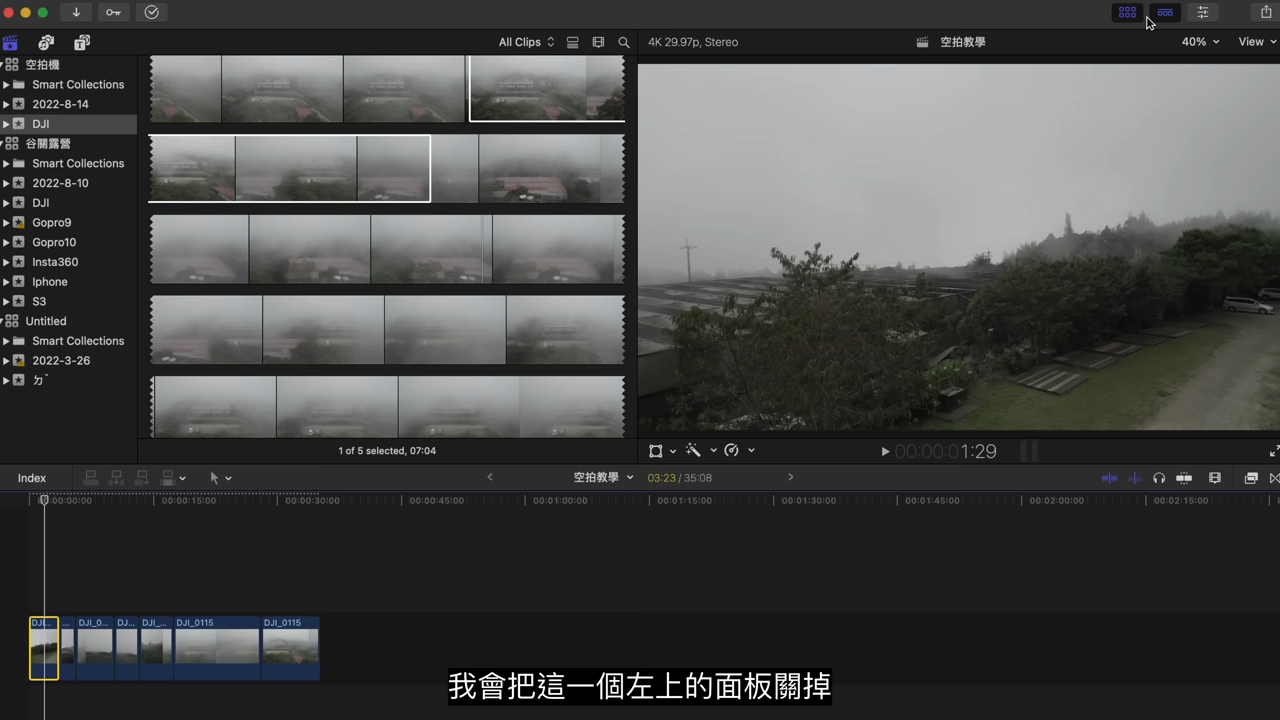 All Clips
4K 29.97p, Stereo
空拍教學
40%
View
空拍機
Smart Collections
2022-8-14
DJI
谷關露營
Smart Collections
2022-8-10
DJI
Gopro9
Gopro10
Insta360
Iphone
S3
Untitled
Smart Collections
2022-3-26
ㄉˇ
1 of 5 selected, 07:04
00:00:01:29
Index
空拍教學
03:23 / 35:08
00:00:00:00
00:00:15:00
00:00:30:00
00:00:45:00
00:01:00:00
00:01:15:00
00:01:30:00
00:01:45:00
00:02:00:00
00:02:15:00
DJI...
...
DJI_0...
DJ...
DJI_...
DJI_0115
DJI_0115
我會把這一個左上的面板關掉